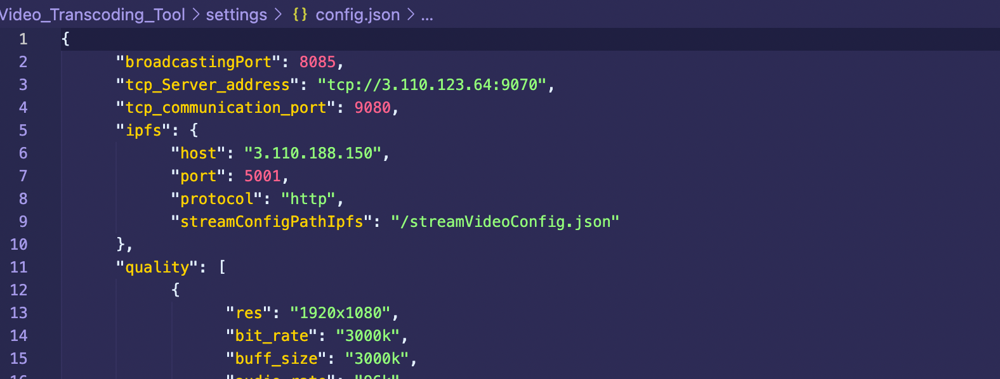 Video_Transcoding_Tool > settings > {} config.json > ...
1 {
2 "broadcastingPort": 8085,
3 "tcp_Server_address": "tcp://3.110.123.64:9070",
4 "tcp_communication_port": 9080,
5 "ipfs": {
6 "host": "3.110.188.150",
7 "port": 5001,
8 "protocol": "http",
9 "streamConfigPathIpfs": "/streamVideoConfig.json"
10 },
11 "quality": [
12 {
13 "res": "1920x1080",
14 "bit_rate": "3000k",
15 "buff_size": "3000k",
16 "audio_rate": "96k"